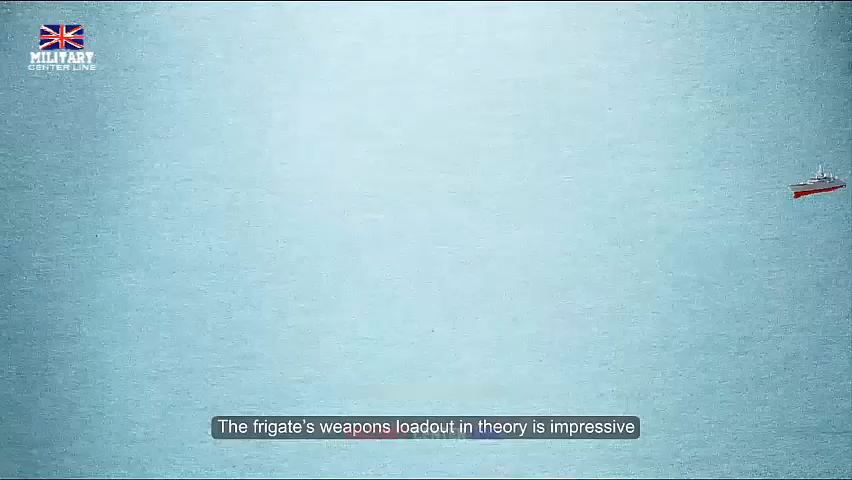 MILITARY
CENTER LINE
The frigate's weapons loadout in theory is impressive